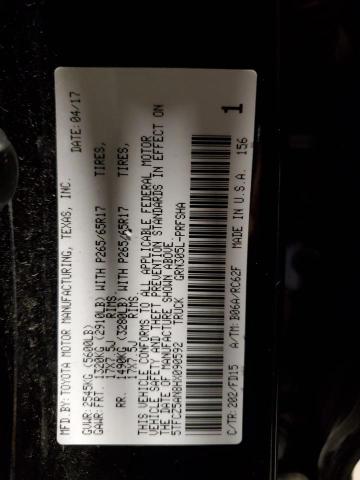 MFD.BY: TOYOTA MOTOR MANUFACTURING, TEXAS, INC. DATE: 04/17
GVWR: 2545KG (5600LB)
GAWR: FRT. 1320KG (2910LB) WITH P265/65R17 TIRES,
17X7.5J RIMS,
RR. 1490KG (3280LB) WITH P265/65R17 TIRES,
17X7.5J RIMS,
THIS VEHICLE CONFORMS TO ALL APPLICABLE FEDERAL MOTOR
VEHICLE SAFETY AND THEFT PREVENTION STANDARDS IN EFFECT ON
THE DATE OF MANUFACTURE SHOWN ABOVE.
5TFCZ5AN8HX090592 TRUCK GRN305L-PRFSHA
C/TR: 202/FD15 A/TM: B06A/RC62F MADE IN U.S.A. 156
1